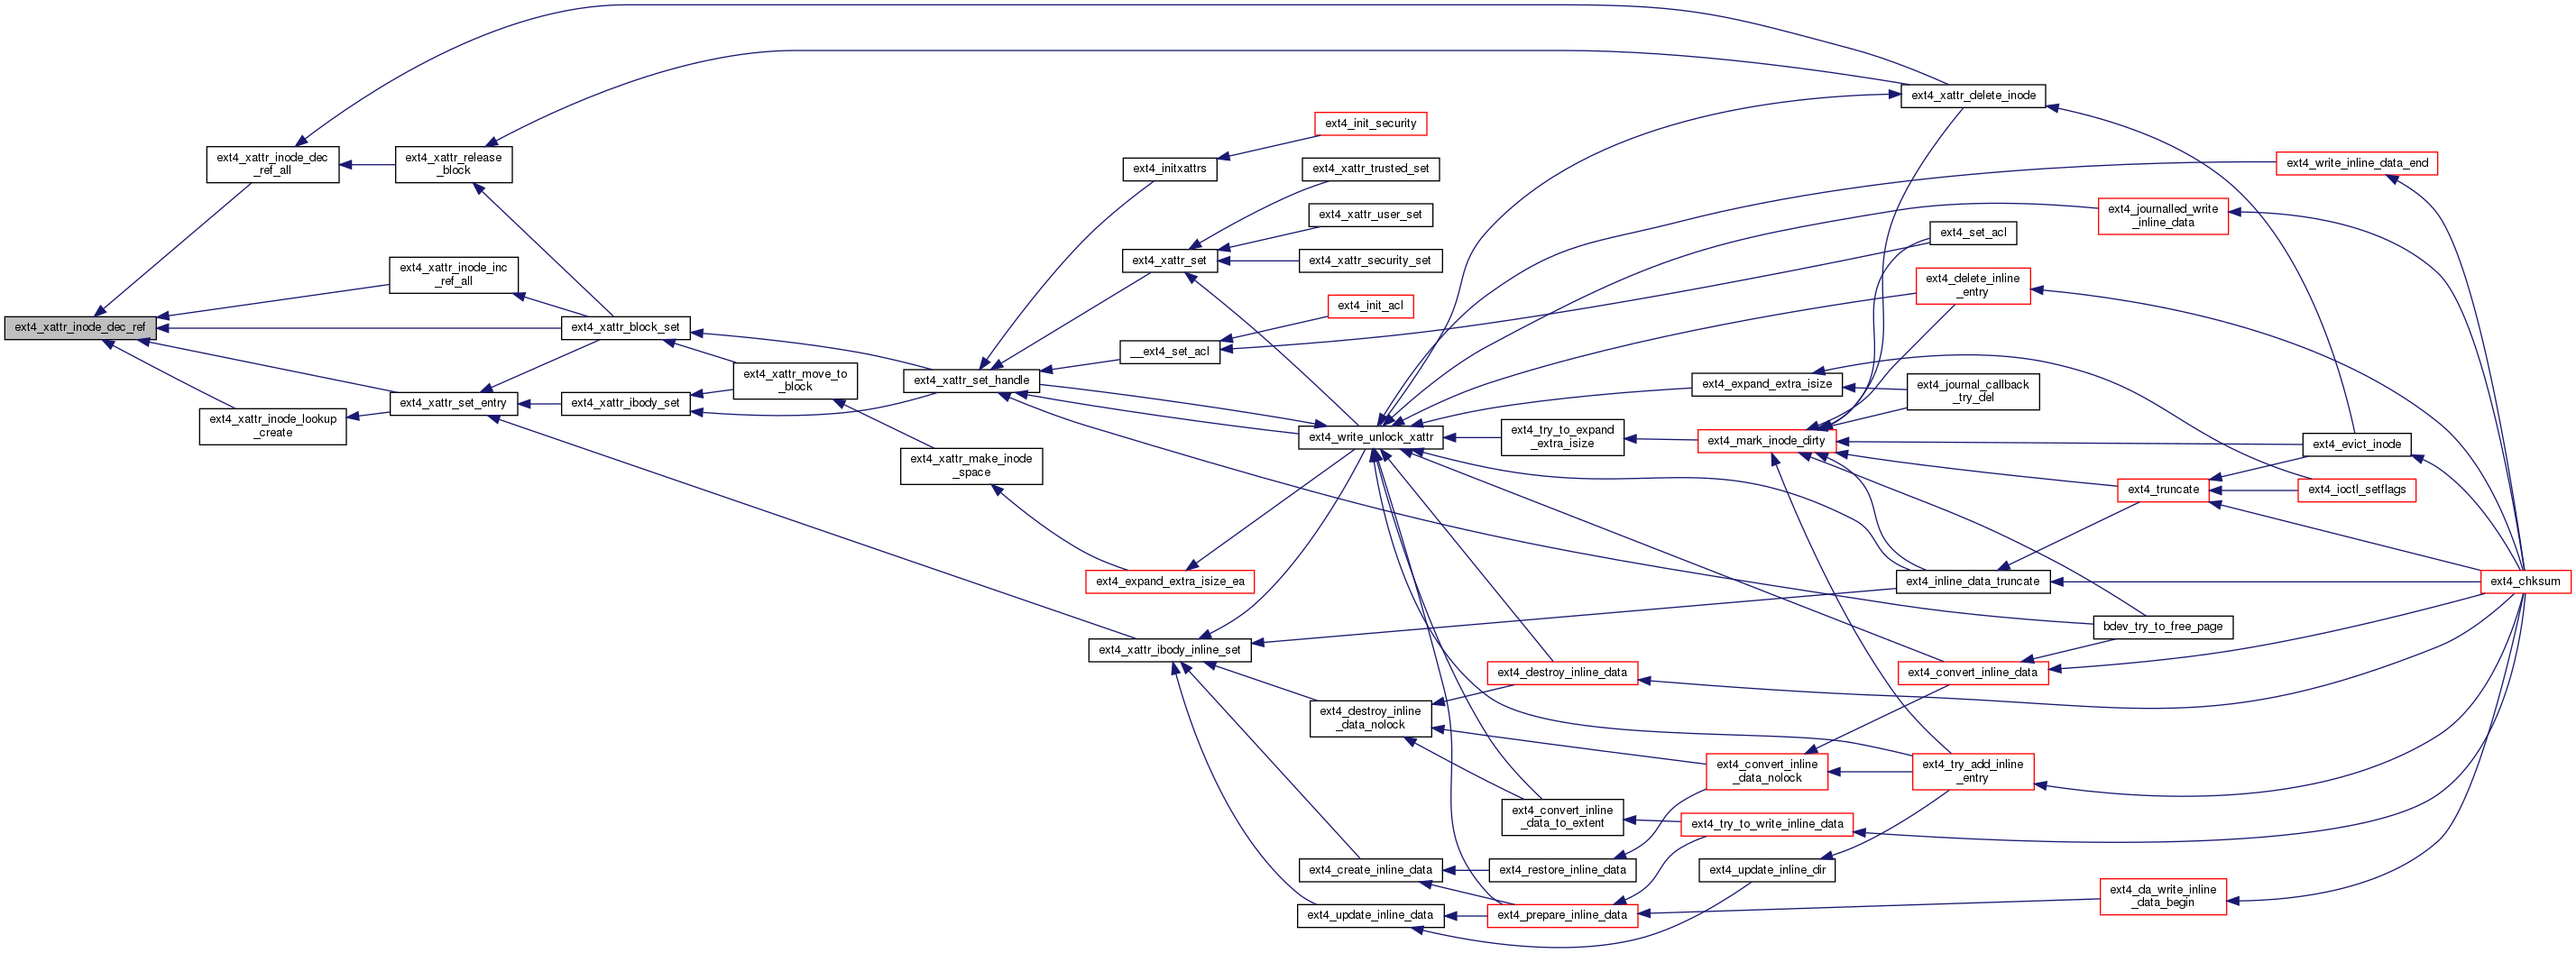 ext4_xattr_inode_dec_ref
ext4_xattr_inode_dec
_ref_all
ext4_xattr_inode_lookup
_create
ext4_xattr_release
_block
ext4_xattr_inode_inc
_ref_all
ext4_xattr_set_entry
ext4_xattr_block_set
ext4_xattr_ibody_set
ext4_xattr_move_to
_block
ext4_xattr_set_handle
ext4_xattr_make_inode
_space
ext4_initxattrs
ext4_xattr_set
__ext4_set_acl
ext4_expand_extra_isize_ea
ext4_xattr_ibody_inline_set
ext4_init_security
ext4_xattr_trusted_set
ext4_xattr_user_set
ext4_xattr_security_set
ext4_init_acl
ext4_write_unlock_xattr
ext4_destroy_inline
_data_nolock
ext4_create_inline_data
ext4_update_inline_data
ext4_try_to_expand
_extra_isize
ext4_destroy_inline_data
ext4_convert_inline
_data_to_extent
ext4_restore_inline_data
ext4_prepare_inline_data
ext4_expand_extra_isize
ext4_mark_inode_dirty
ext4_convert_inline
_data_nolock
ext4_try_to_write_inline_data
ext4_update_inline_dir
ext4_xattr_delete_inode
ext4_set_acl
ext4_delete_inline
_entry
ext4_journal_callback
_try_del
ext4_inline_data_truncate
ext4_convert_inline_data
ext4_try_add_inline
_entry
ext4_journalled_write
_inline_data
ext4_truncate
bdev_try_to_free_page
ext4_da_write_inline
_data_begin
ext4_write_inline_data_end
ext4_evict_inode
ext4_ioctl_setflags
ext4_chksum